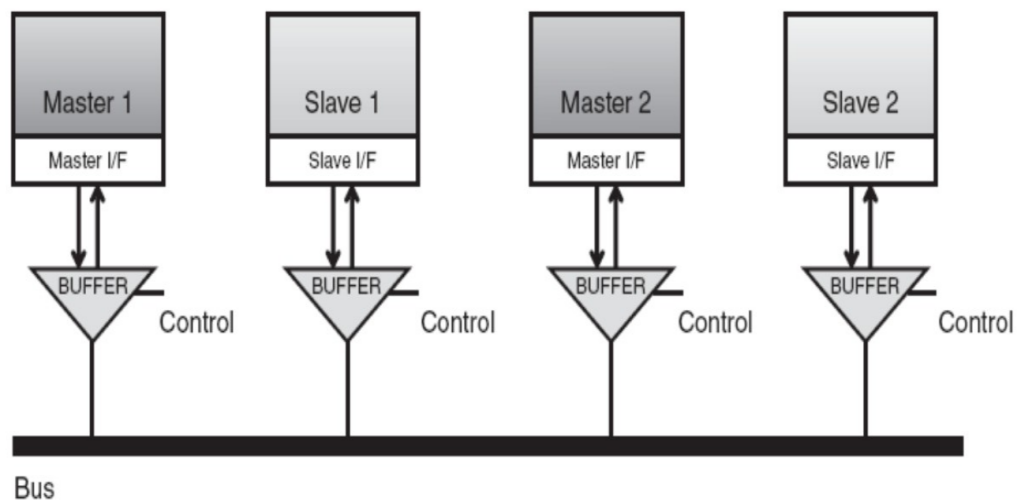 Master 1
Slave 1
Master 2
Slave 2
Master I/F
Slave I/F
Master I/F
Slave I/F
BUFFER
BUFFER
BUFFER
BUFFER
Control
Control
Control
Control
Bus